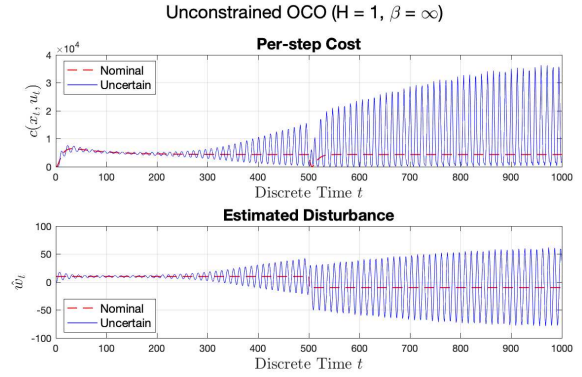 Unconstrained OCO (H = 1, β = ∞)
Per-step Cost
×10⁴
c(x_t, u_t)
4
3
2
1
0
Nominal
Uncertain
0 100 200 300 400 500 600 700 800 900 1000
Discrete Time t
Estimated Disturbance
ŵ_t
100
50
0
-50
-100
Nominal
Uncertain
0 100 200 300 400 500 600 700 800 900 1000
Discrete Time t